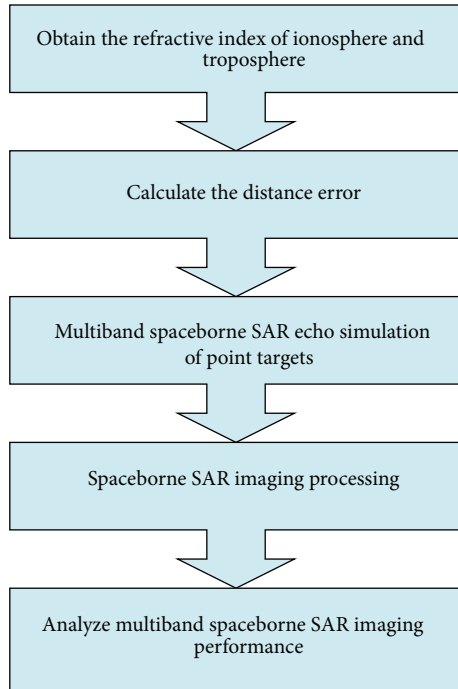 Obtain the refractive index of ionosphere and
troposphere
Calculate the distance error
Multiband spaceborne SAR echo simulation
of point targets
Spaceborne SAR imaging processing
Analyze multiband spaceborne SAR imaging
performance